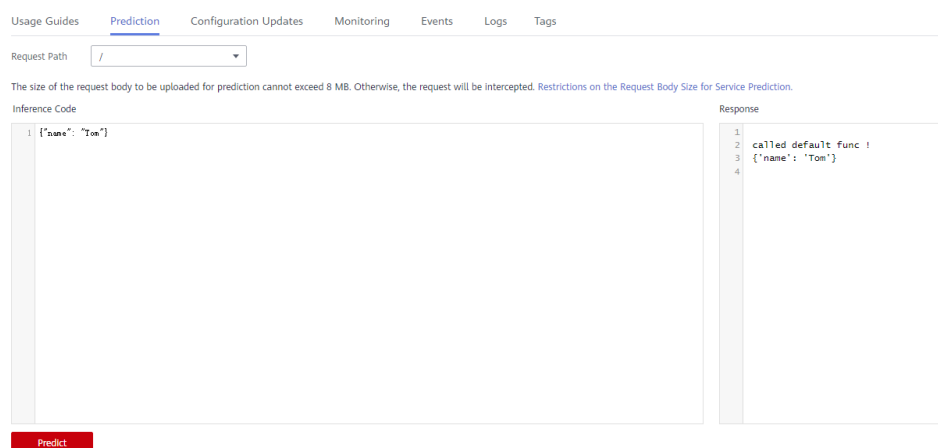 Usage Guides Prediction Configuration Updates Monitoring Events Logs Tags
Request Path /
The size of the request body to be uploaded for prediction cannot exceed 8 MB. Otherwise, the request will be intercepted. Restrictions on the Request Body Size for Service Prediction.
Inference Code
1 {"name": "Tom"}
Response
1
2 called default func !
3 {'name': 'Tom'}
4
Predict